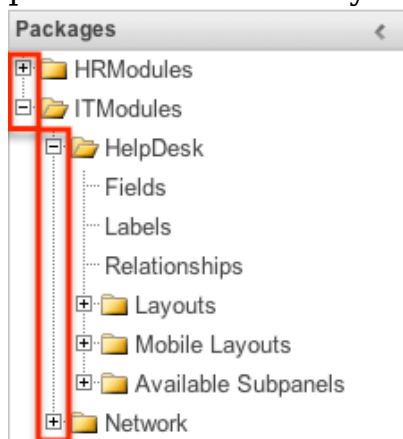 Packages
HRModules
ITModules
HelpDesk
Fields
Labels
Relationships
Layouts
Mobile Layouts
Available Subpanels
Network